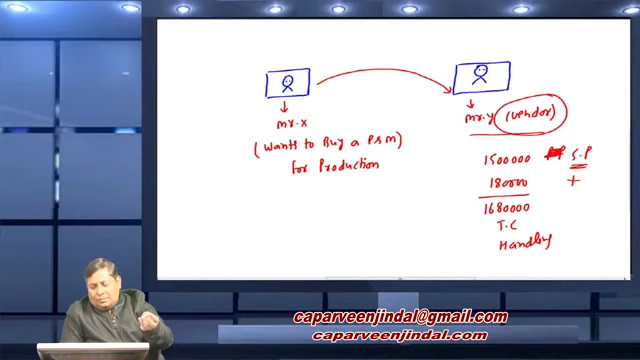 mr.x
(wants to Buy a P&M)
for Production
mr.y (vendor)
1500000 S.P
180000 +
1680000
T.C
Handling
caparveenjindal@gmail.com
caparveenjindal.com